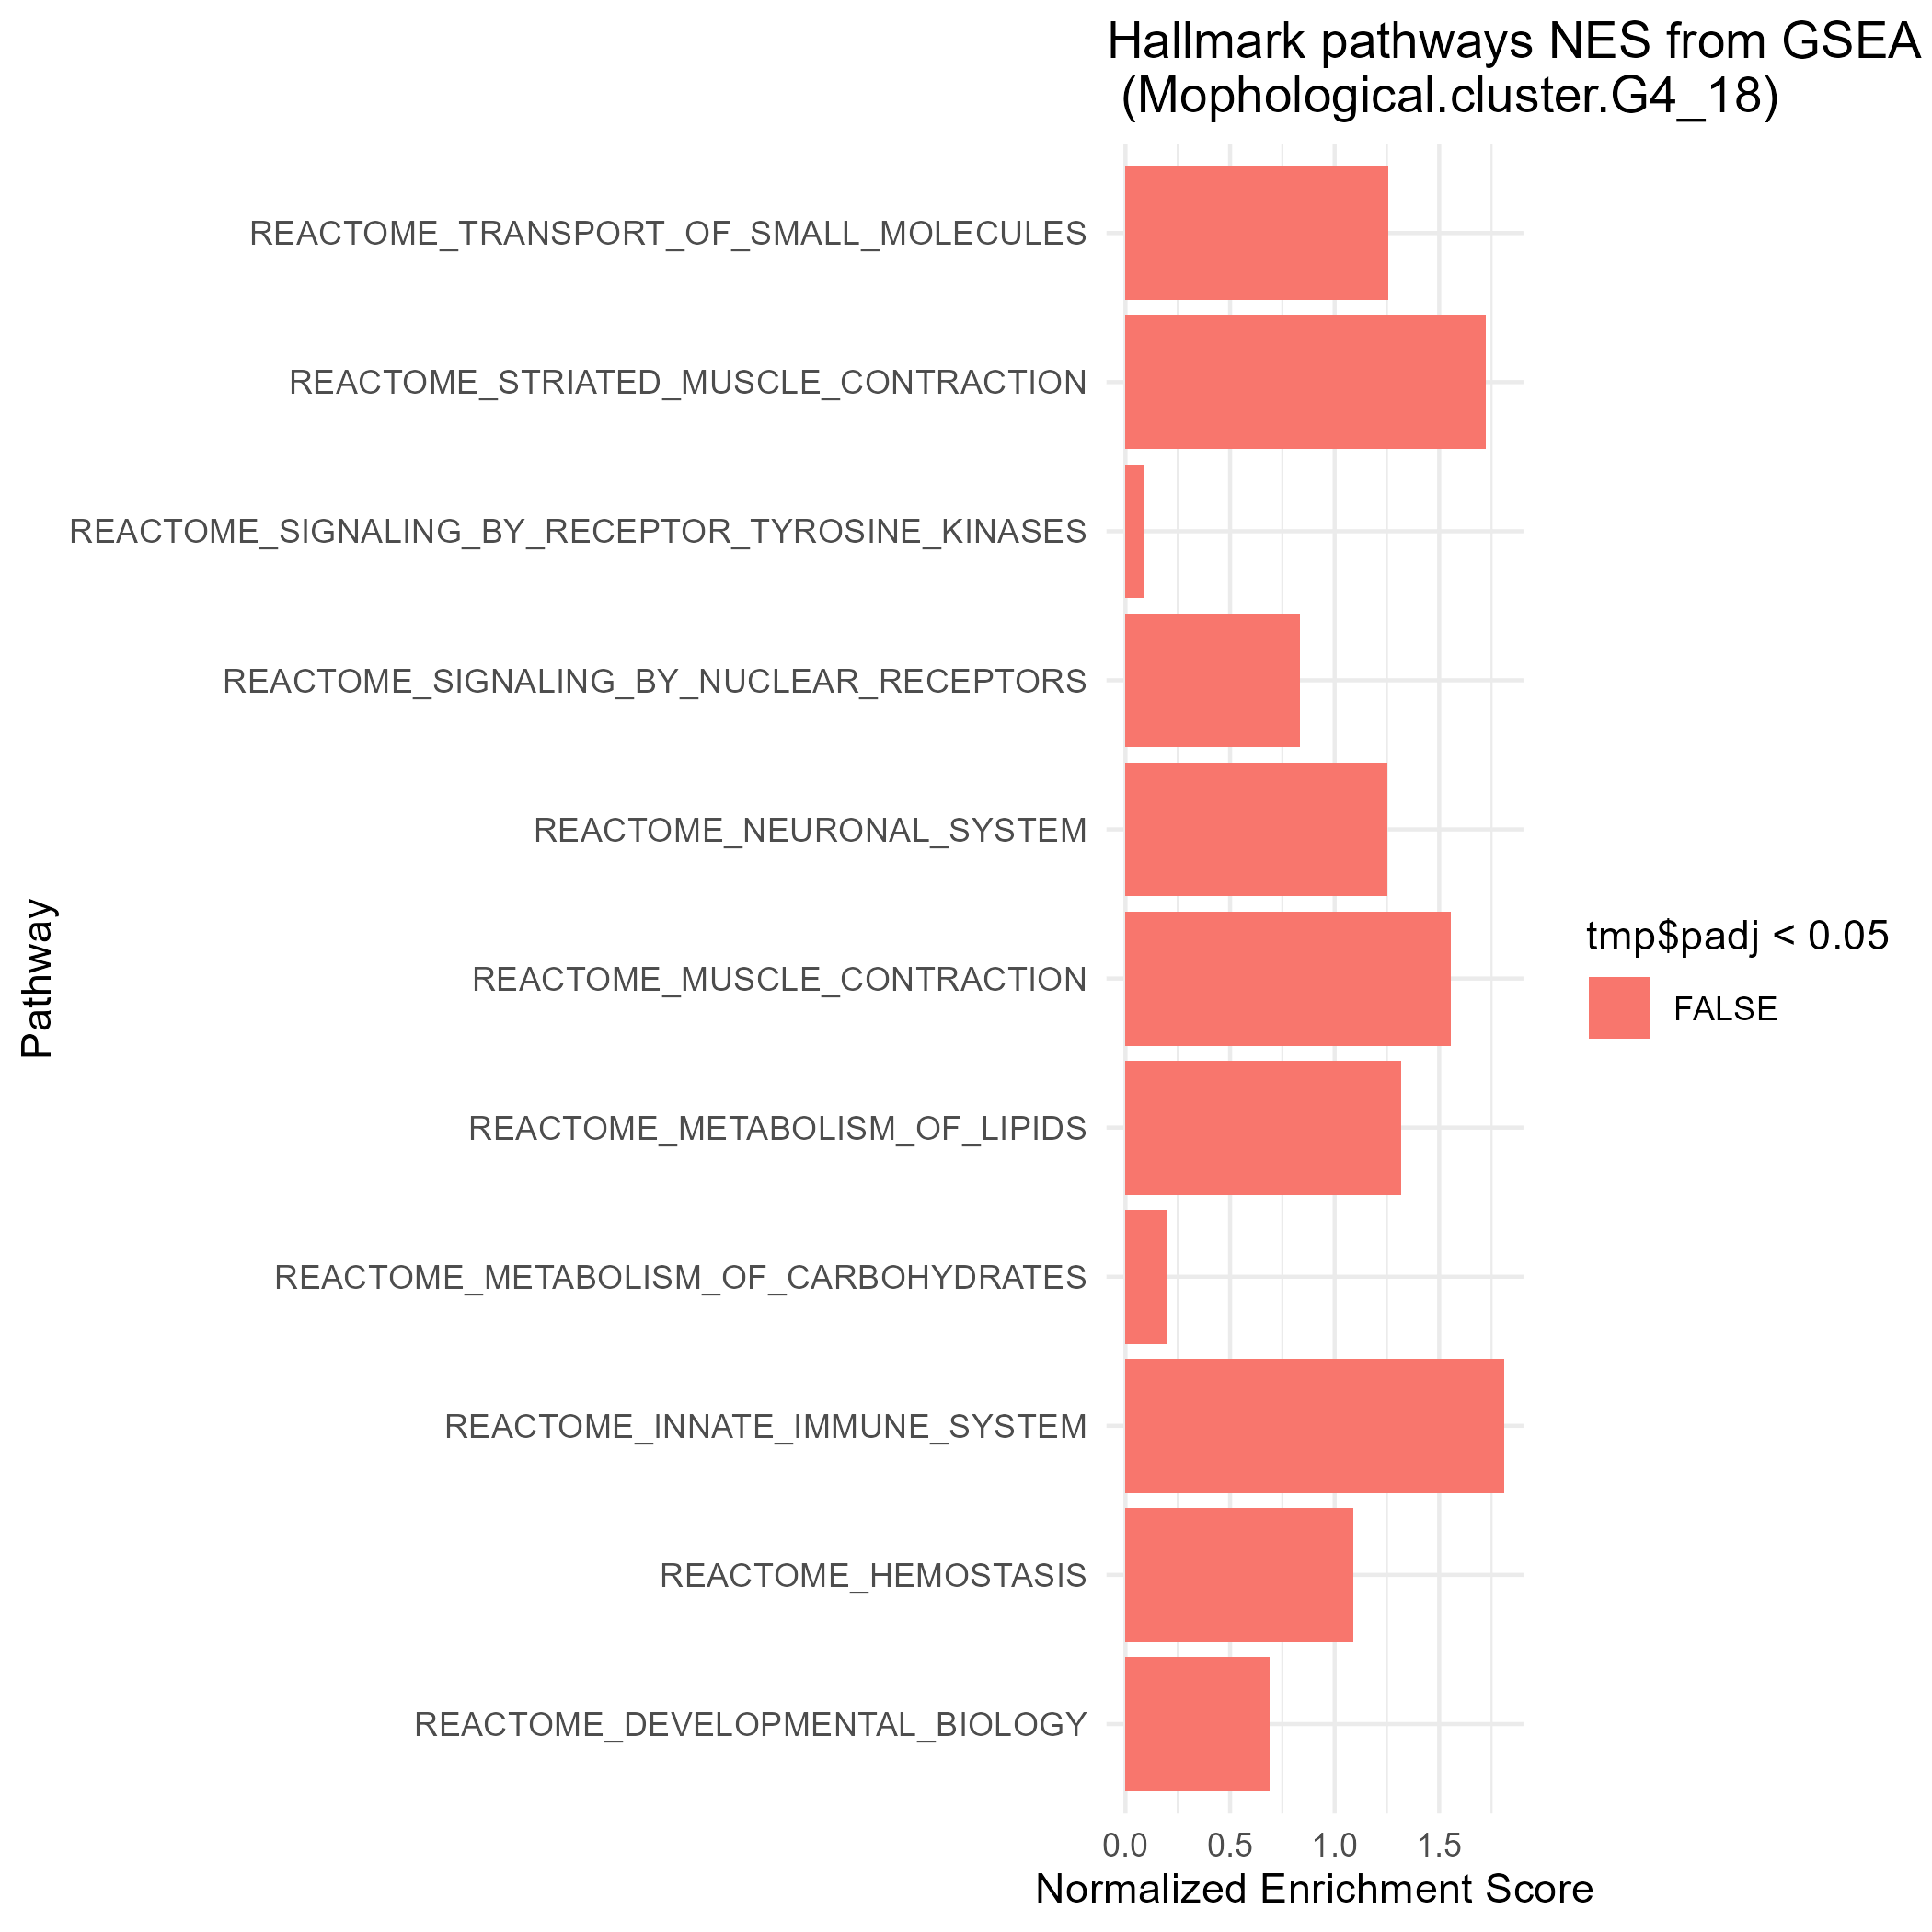 Hallmark pathways NES from GSEA
(Mophological.cluster.G4_18)
REACTOME_TRANSPORT_OF_SMALL_MOLECULES
REACTOME_STRIATED_MUSCLE_CONTRACTION
REACTOME_SIGNALING_BY_RECEPTOR_TYROSINE_KINASES
REACTOME_SIGNALING_BY_NUCLEAR_RECEPTORS
REACTOME_NEURONAL_SYSTEM
REACTOME_MUSCLE_CONTRACTION
REACTOME_METABOLISM_OF_LIPIDS
REACTOME_METABOLISM_OF_CARBOHYDRATES
REACTOME_INNATE_IMMUNE_SYSTEM
REACTOME_HEMOSTASIS
REACTOME_DEVELOPMENTAL_BIOLOGY
Pathway
0.0 0.5 1.0 1.5
Normalized Enrichment Score
tmp$padj < 0.05
FALSE